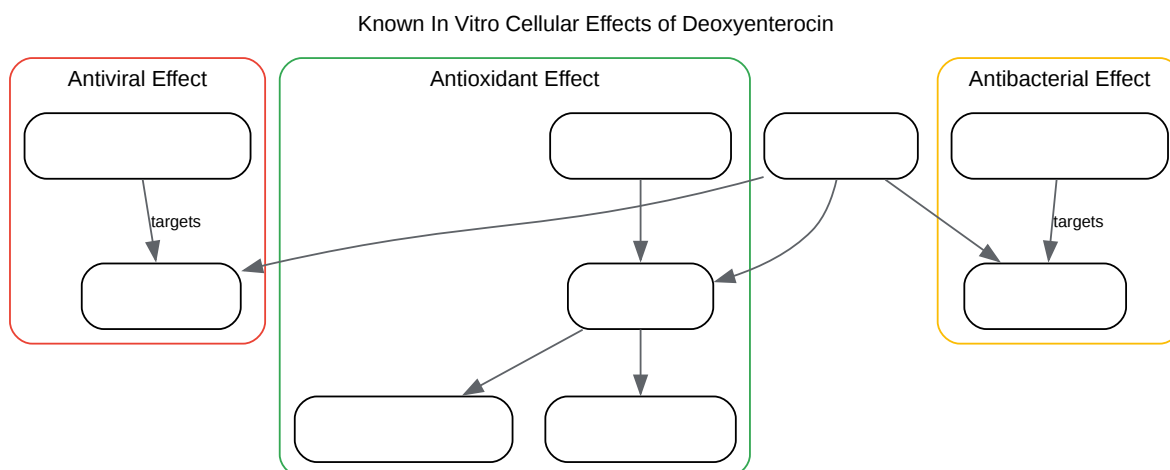 Known In Vitro Cellular Effects of Deoxyenterocin
Antiviral Effect
Antioxidant Effect
Antibacterial Effect
targets
targets